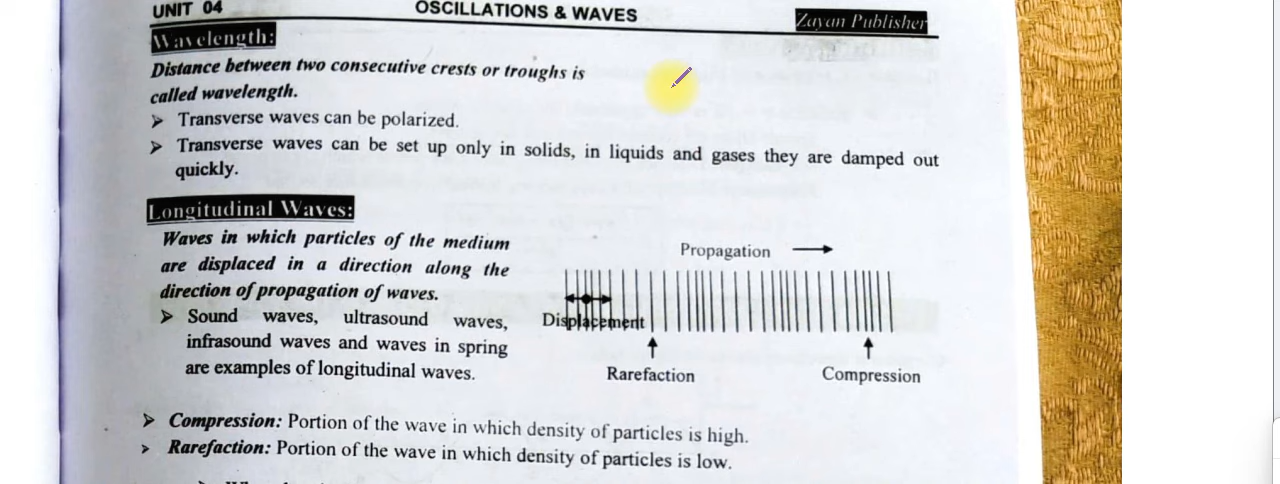 UNIT 04 OSCILLATIONS & WAVES Zayan Publisher
Wavelength:
Distance between two consecutive crests or troughs is
called wavelength.
➢ Transverse waves can be polarized.
➢ Transverse waves can be set up only in solids, in liquids and gases they are damped out
quickly.
Longitudinal Waves:
Waves in which particles of the medium
are displaced in a direction along the
direction of propagation of waves.
➢ Sound waves, ultrasound waves,
infrasound waves and waves in spring
are examples of longitudinal waves.
Propagation
Displacement
Rarefaction Compression
➢ Compression: Portion of the wave in which density of particles is high.
➢ Rarefaction: Portion of the wave in which density of particles is low.